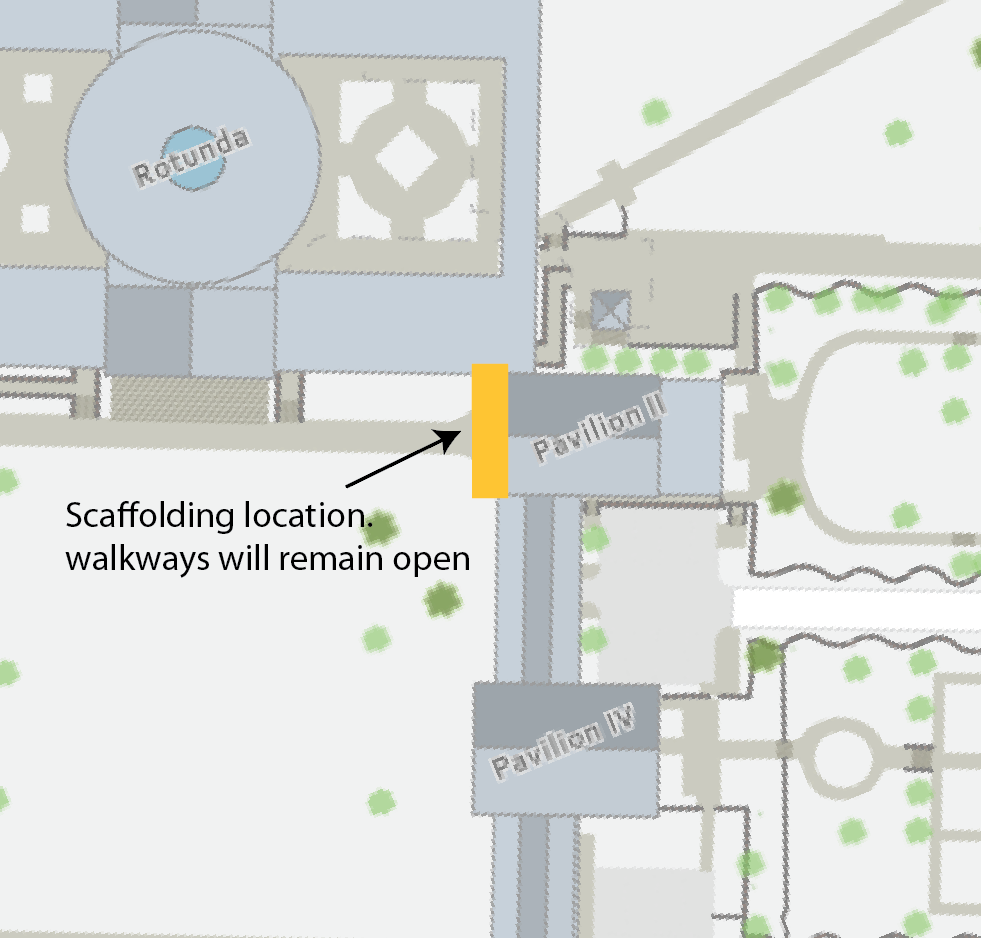 Rotunda
Pavilion II
Scaffolding location.
walkways will remain open
Pavilion IV